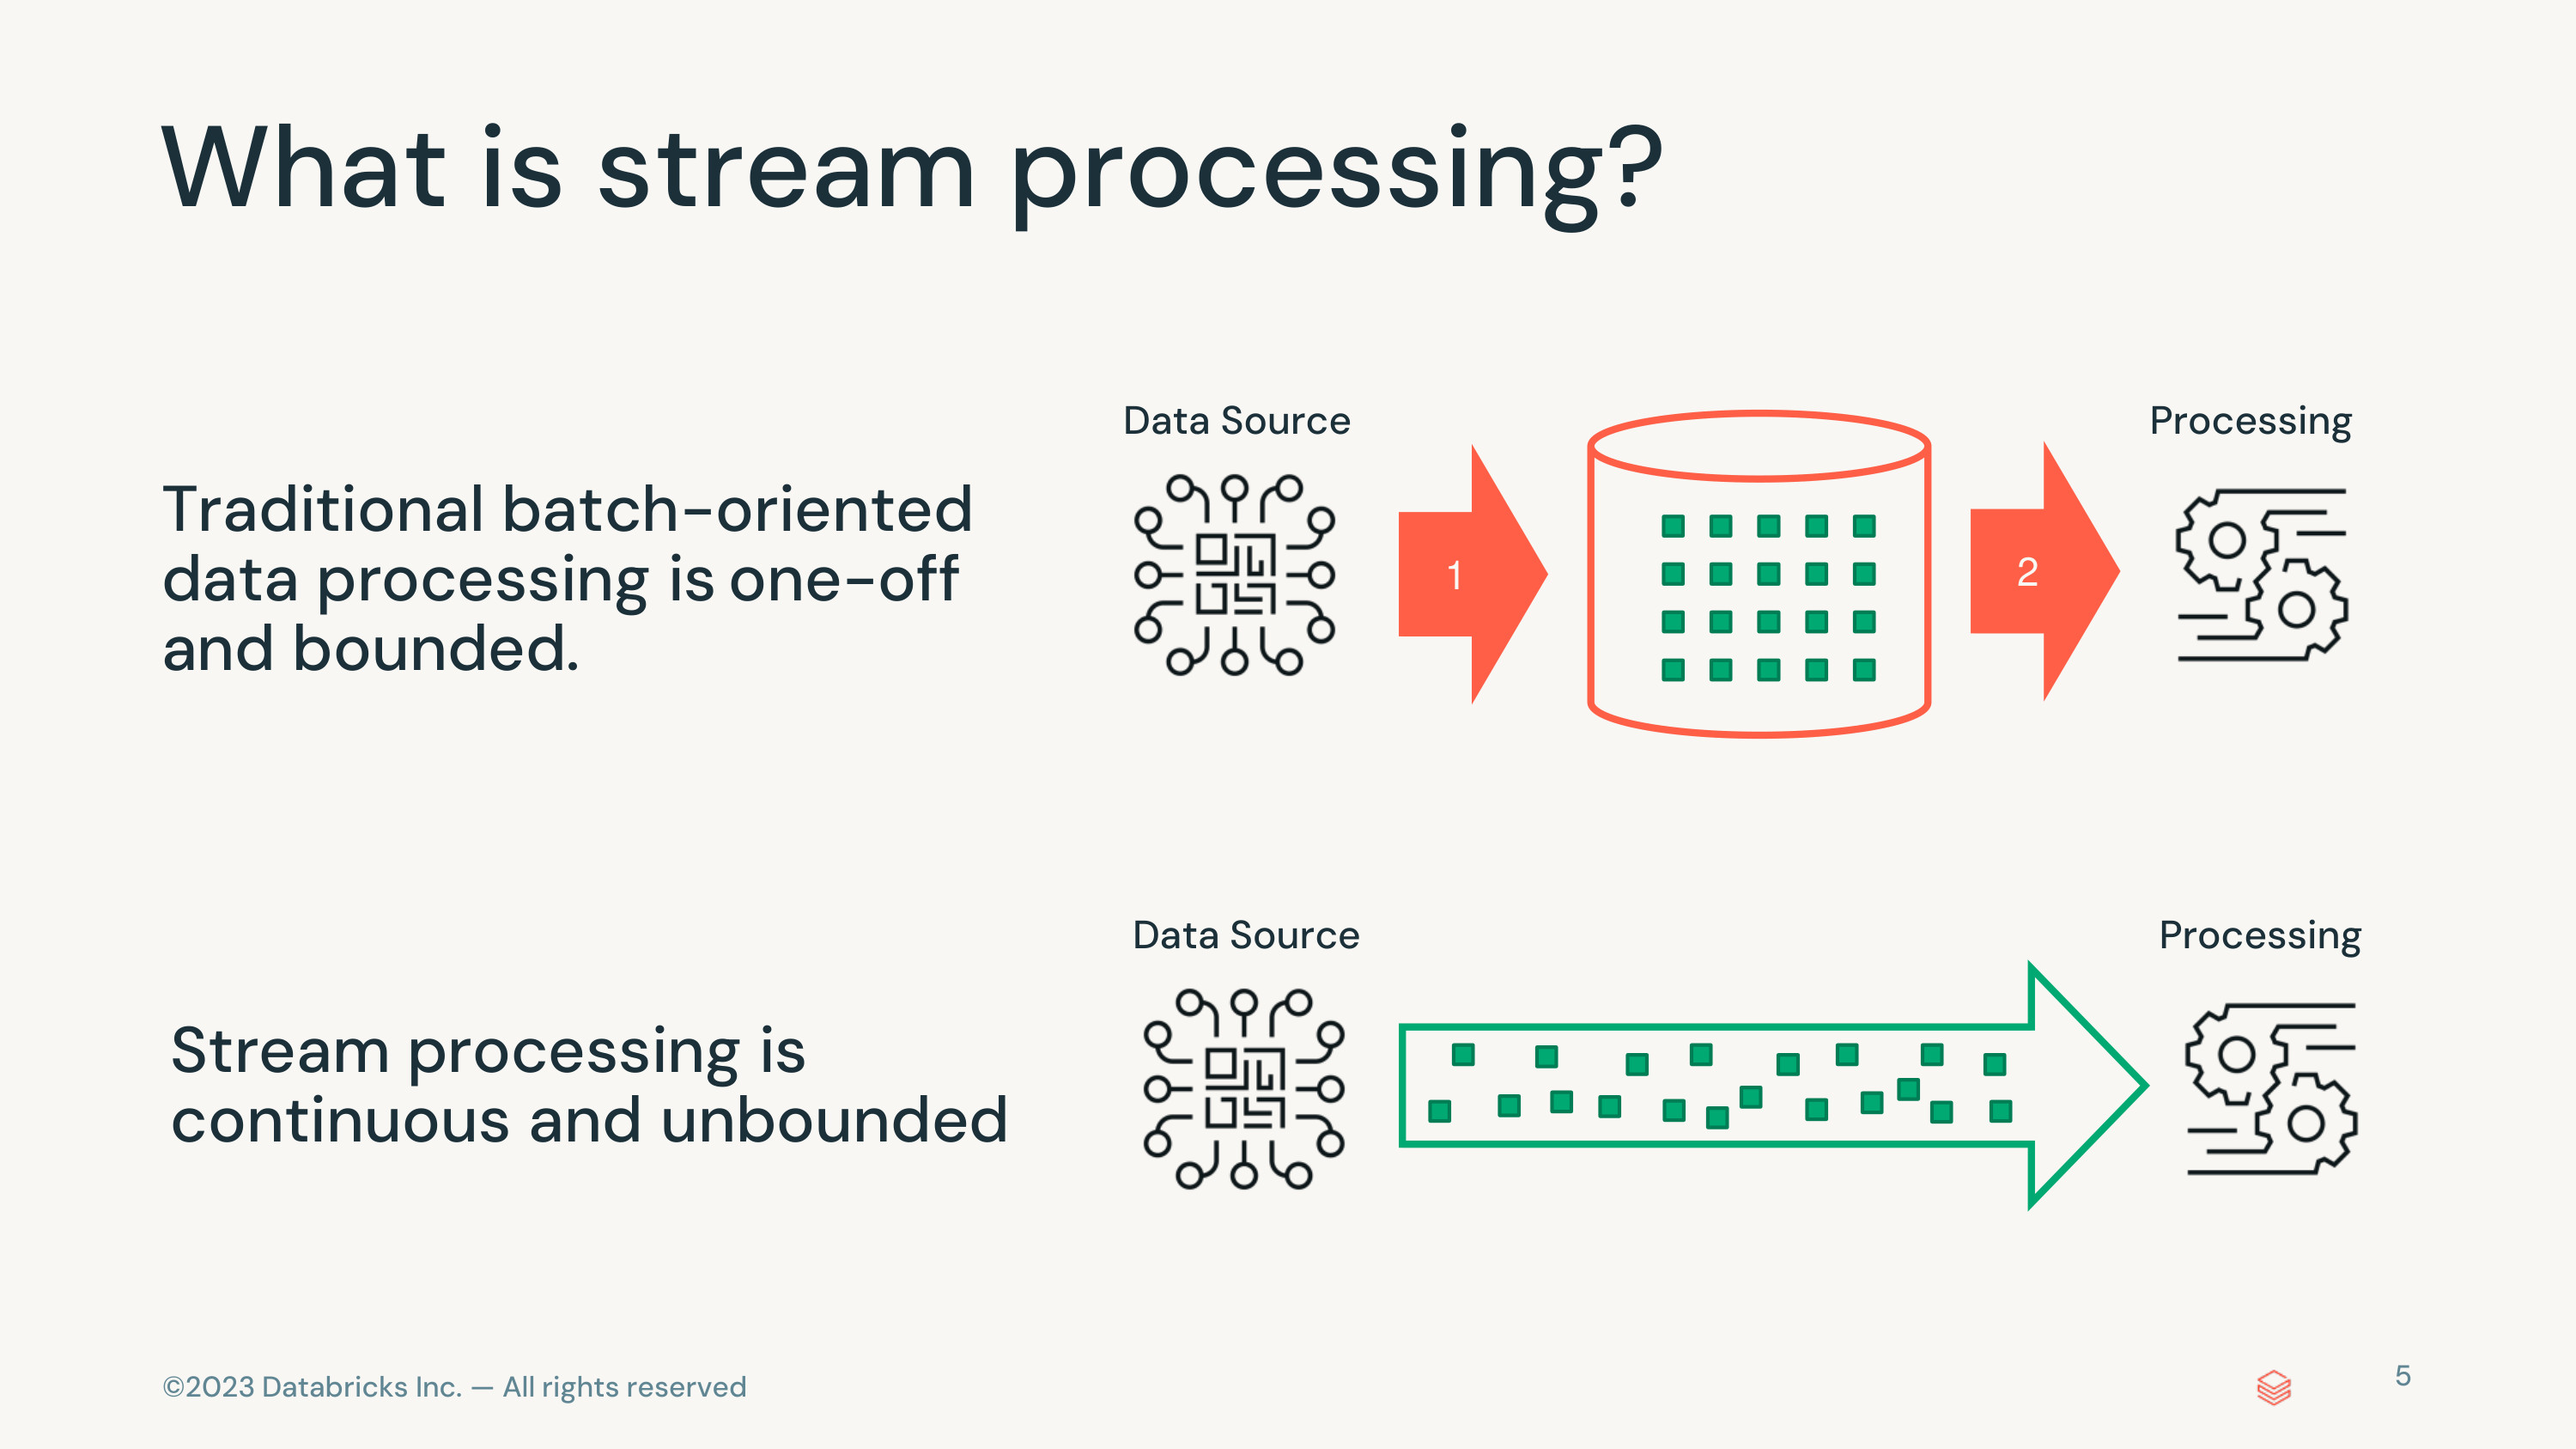 What is stream processing?
Traditional batch-oriented
data processing is one-off
and bounded.
Data Source
1
2
Processing
Stream processing is
continuous and unbounded
Data Source
Processing
©2023 Databricks Inc. — All rights reserved
5